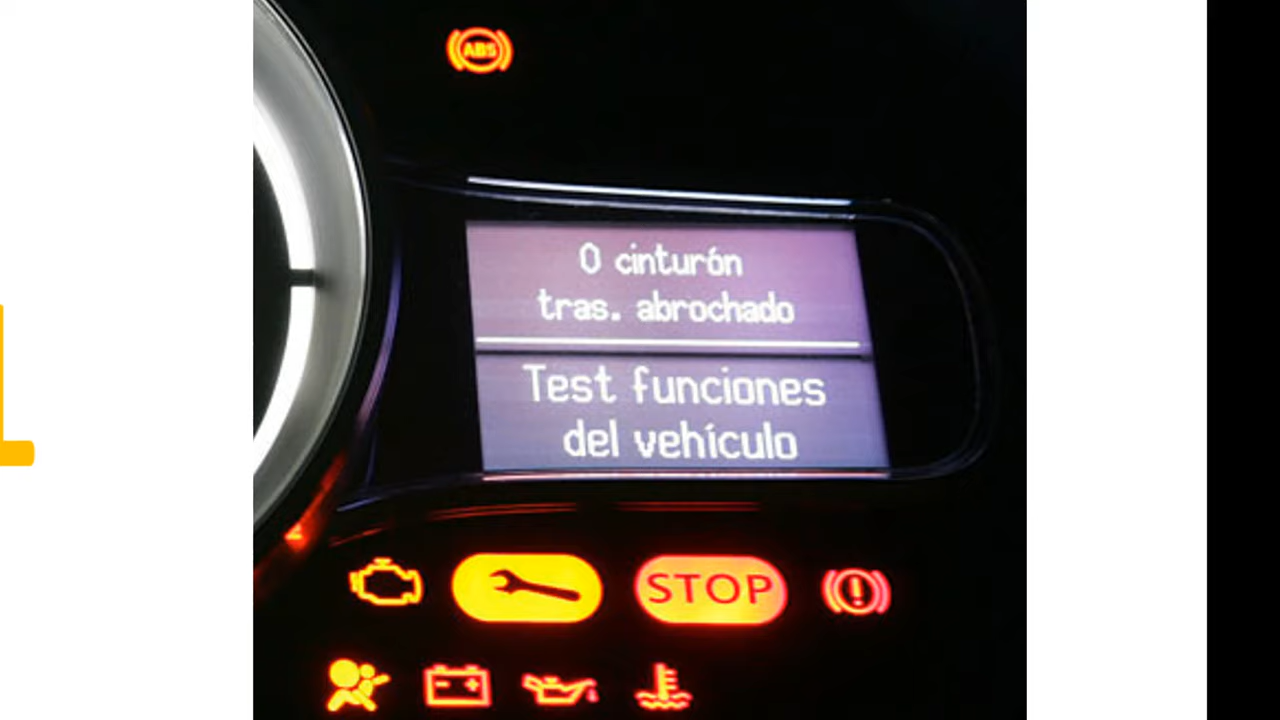 ABS
0 cinturón
tras. abrochado
Test funciones
del vehículo
STOP